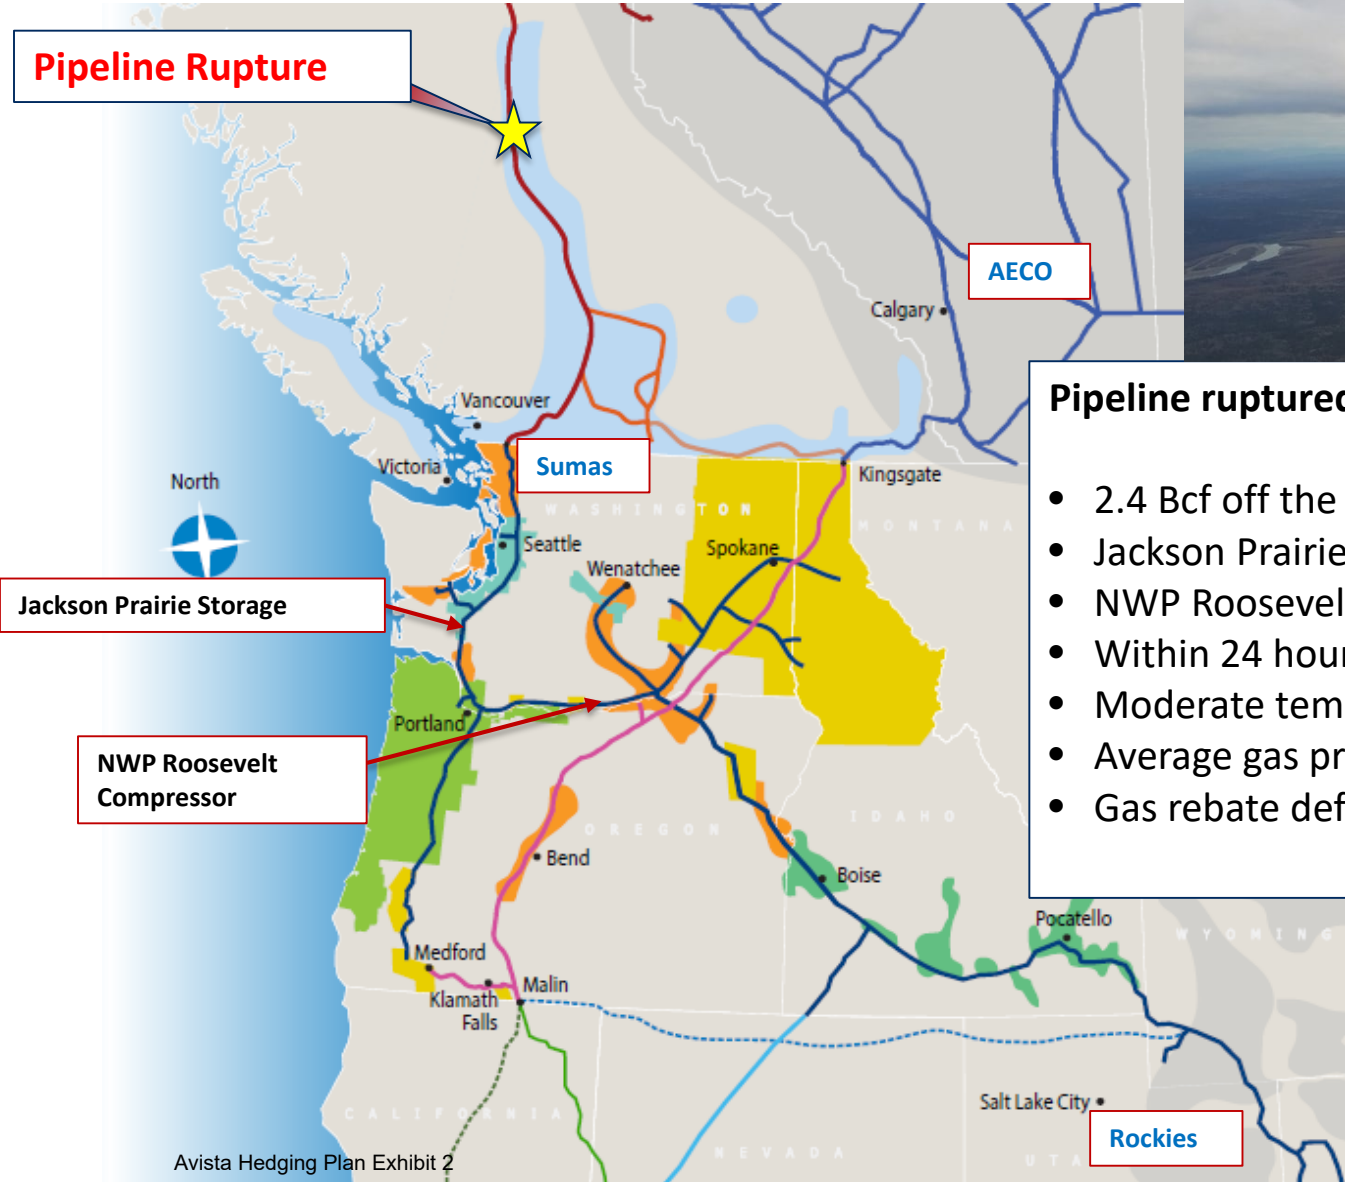 Pipeline Rupture
AECO
Calgary
Vancouver
Victoria
Sumas
Kingsgate
North
WASHINGTON
MONTANA
Seattle
Spokane
Wenatchee
Jackson Prairie Storage
Portland
NWP Roosevelt
Compressor
OREGON
IDAHO
Bend
Boise
Pocatello
WYOMING
Medford
Klamath
Falls
Malin
Salt Lake City
Rockies
CALIFORNIA
NEVADA
UTA
Avista Hedging Plan Exhibit 2
Pipeline ruptured
• 2.4 Bcf off the
• Jackson Prairie
• NWP Roosevel
• Within 24 hour
• Moderate tem
• Average gas pr
• Gas rebate def